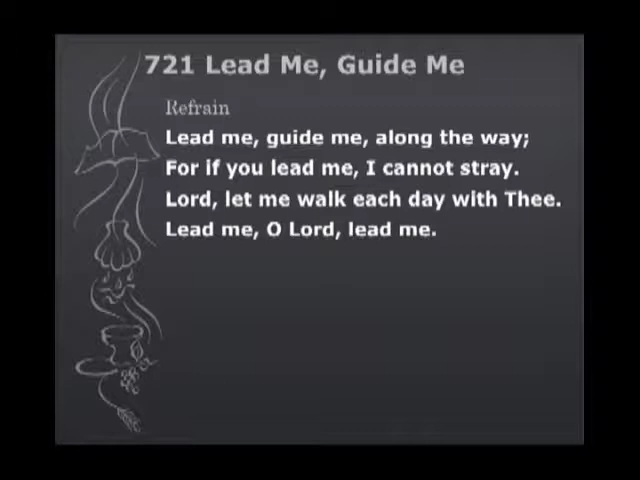 721 Lead Me, Guide Me
Refrain
Lead me, guide me, along the way;
For if you lead me, I cannot stray.
Lord, let me walk each day with Thee.
Lead me, O Lord, lead me.